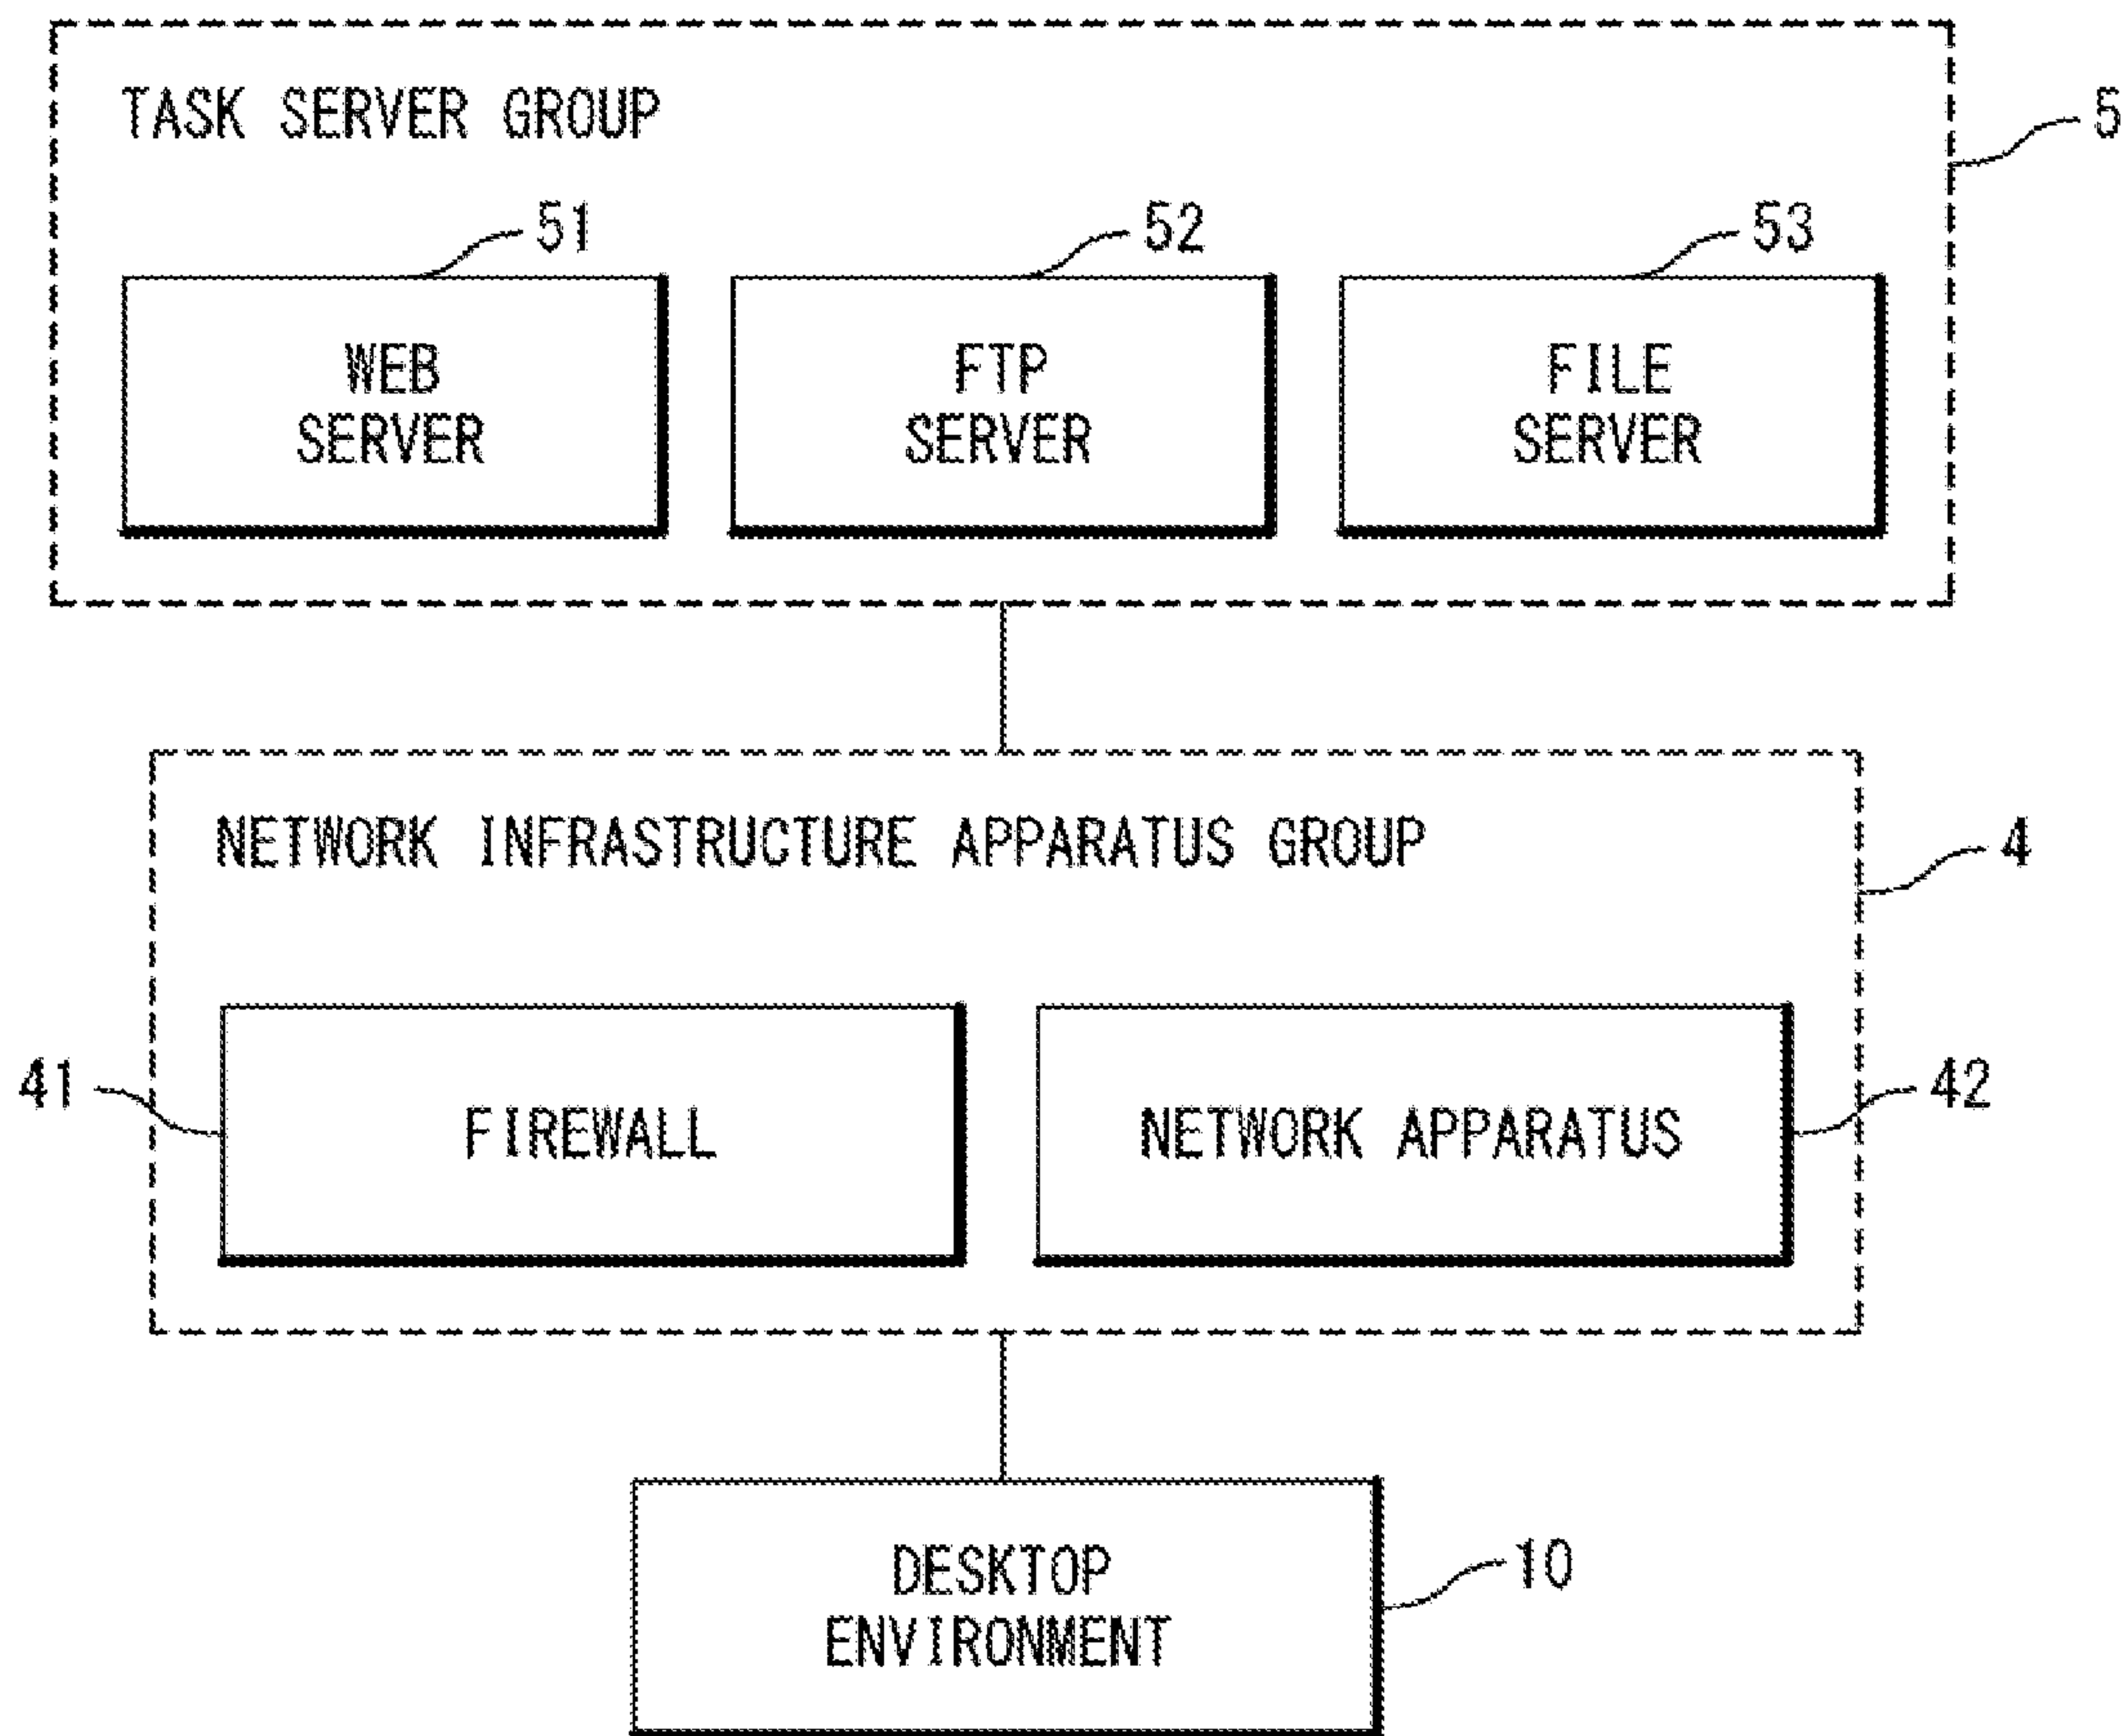 TASK SERVER GROUP
5
51
52
53
WEB
SERVER
FTP
SERVER
FILE
SERVER
NETWORK INFRASTRUCTURE APPARATUS GROUP
4
41
FIREWALL
NETWORK APPARATUS
42
DESKTOP
ENVIRONMENT
10